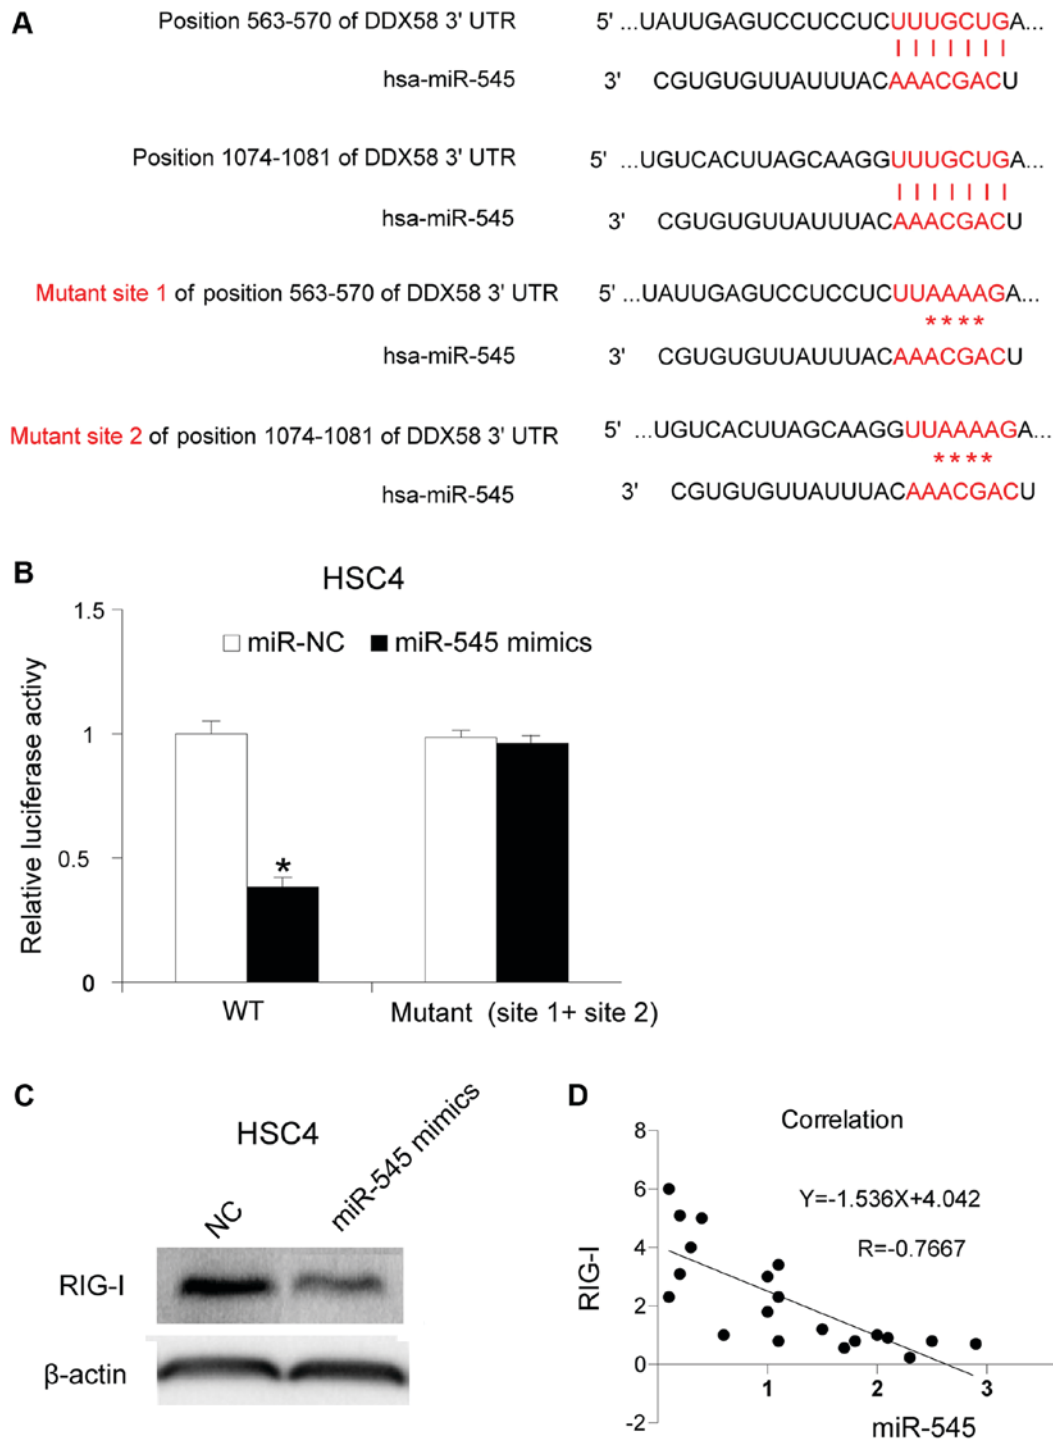 A
Position 563-570 of DDX58 3' UTR 5' ...UAUUGAGUCCUCCUCUUUGCUGA...
hsa-miR-545 3' CGUGUGUUAUUUACAAACGACU
Position 1074-1081 of DDX58 3' UTR 5' ...UGUCACUUAGCAAGGUUUGCUGA...
hsa-miR-545 3' CGUGUGUUAUUUACAAACGACU
Mutant site 1 of position 563-570 of DDX58 3' UTR 5' ...UAUUGAGUCCUCCUCUUAAAAGA...
****
hsa-miR-545 3' CGUGUGUUAUUUACAAACGACU
Mutant site 2 of position 1074-1081 of DDX58 3' UTR 5' ...UGUCACUUAGCAAGGUUAAAAGA...
****
hsa-miR-545 3' CGUGUGUUAUUUACAAACGACU
B
HSC4
miR-NC miR-545 mimics
Relative luciferase activy
1.5
1
0.5
0
*
WT Mutant (site 1+ site 2)
C
HSC4
NC miR-545 mimics
RIG-I
β-actin
D
Correlation
Y=-1.536X+4.042
R=-0.7667
RIG-I
8
6
4
2
0
-2
1 2 3
miR-545